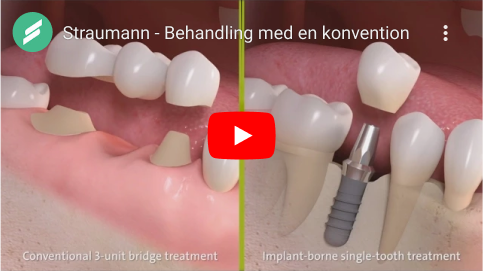 Straumann - Behandling med en konvention
Conventional 3-unit bridge treatment
Implant-borne single-tooth treatment